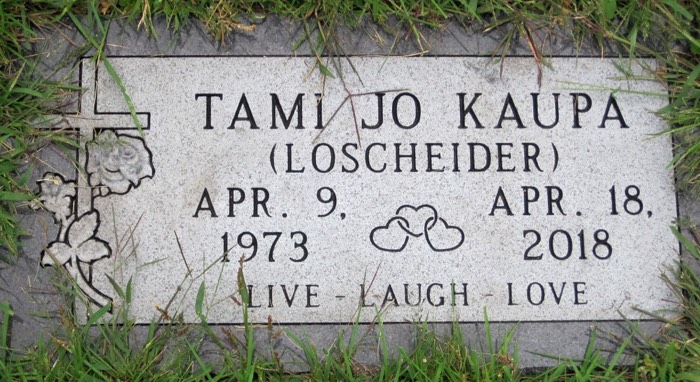 TAMI JO KAUPA
(LOSCHEIDER)
APR. 9, 1973
APR. 18, 2018
LIVE - LAUGH - LOVE